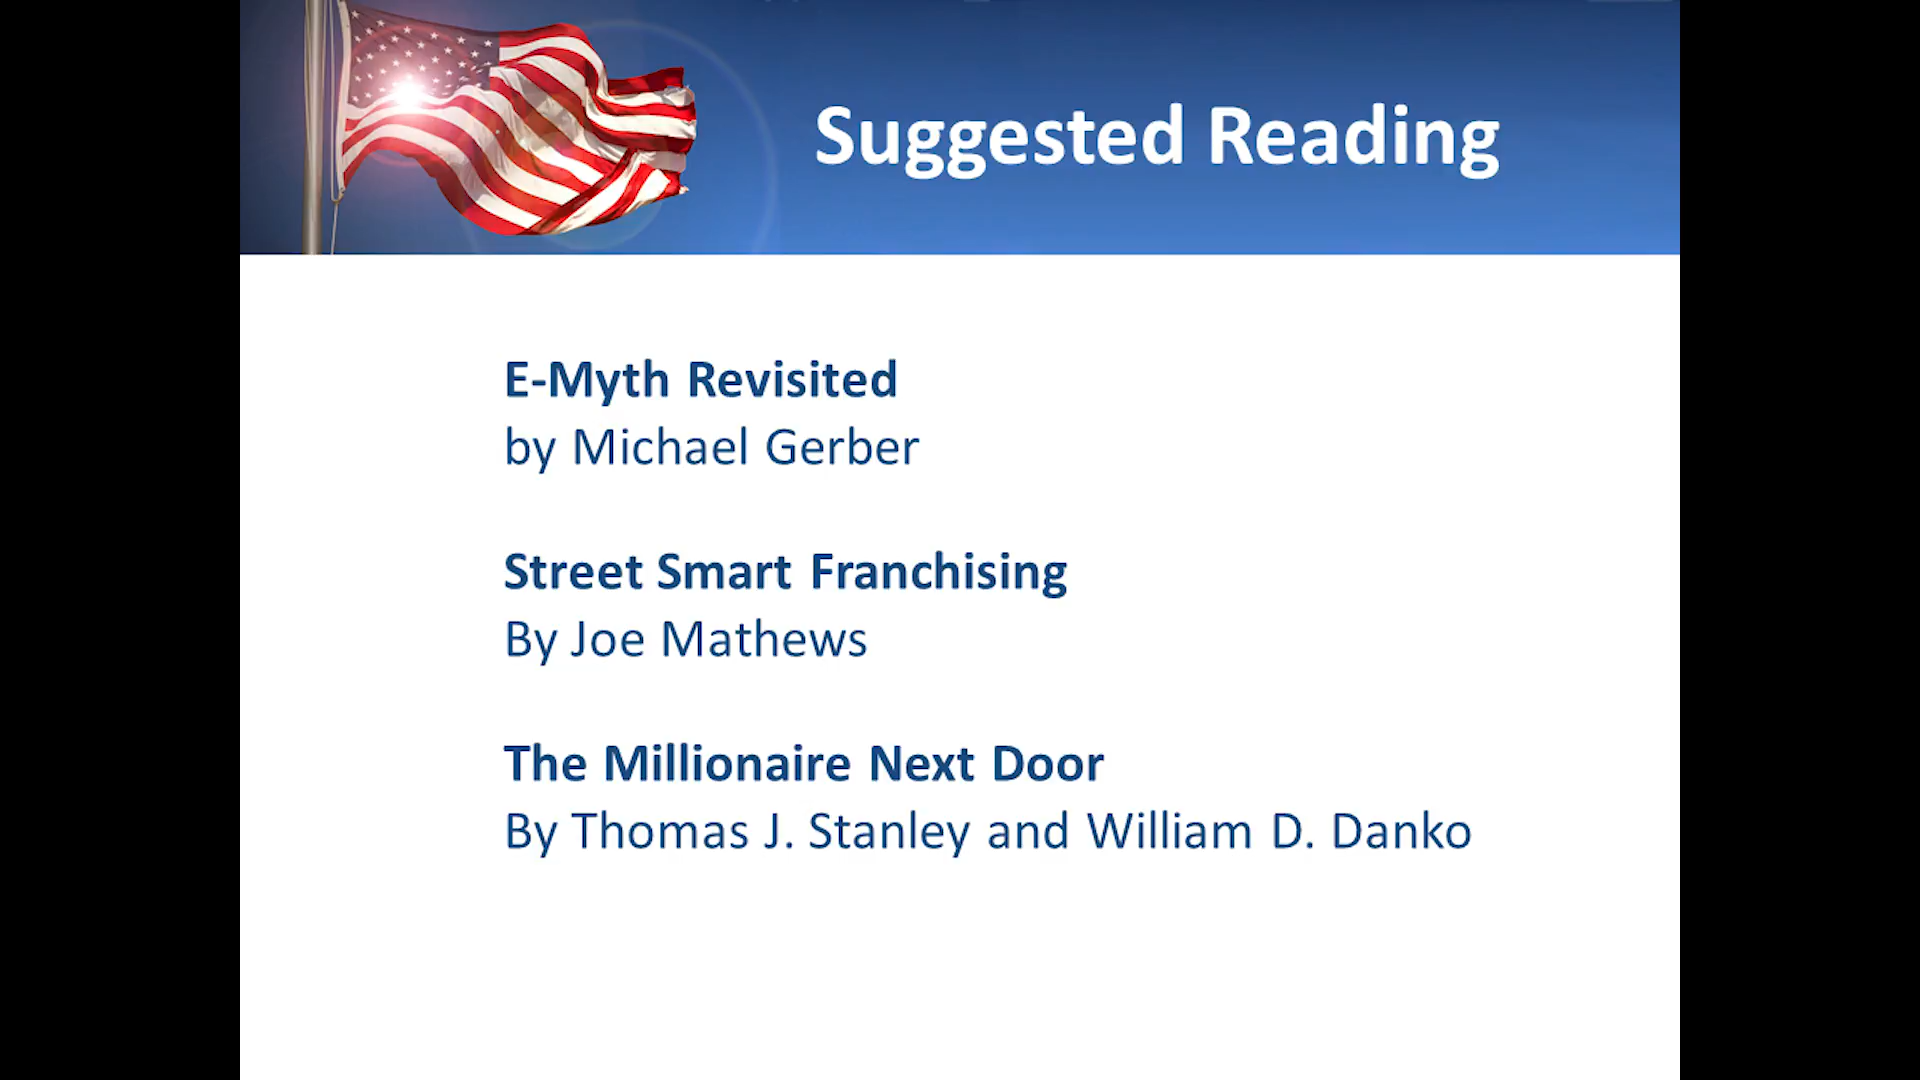 Suggested Reading
E-Myth Revisited
by Michael Gerber
Street Smart Franchising
By Joe Mathews
The Millionaire Next Door
By Thomas J. Stanley and William D. Danko